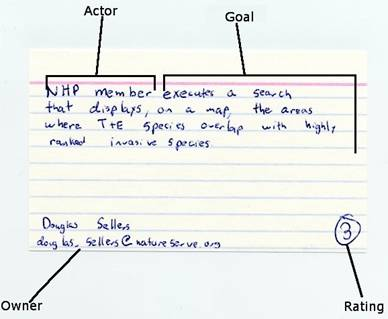 Actor
Goal
NHP member executes a search
that displays, on a map, the areas
where T+E species overlap with highly
ranked invasive species.
Douglas Sellers
douglas_sellers@natureserve.org
3
Owner
Rating